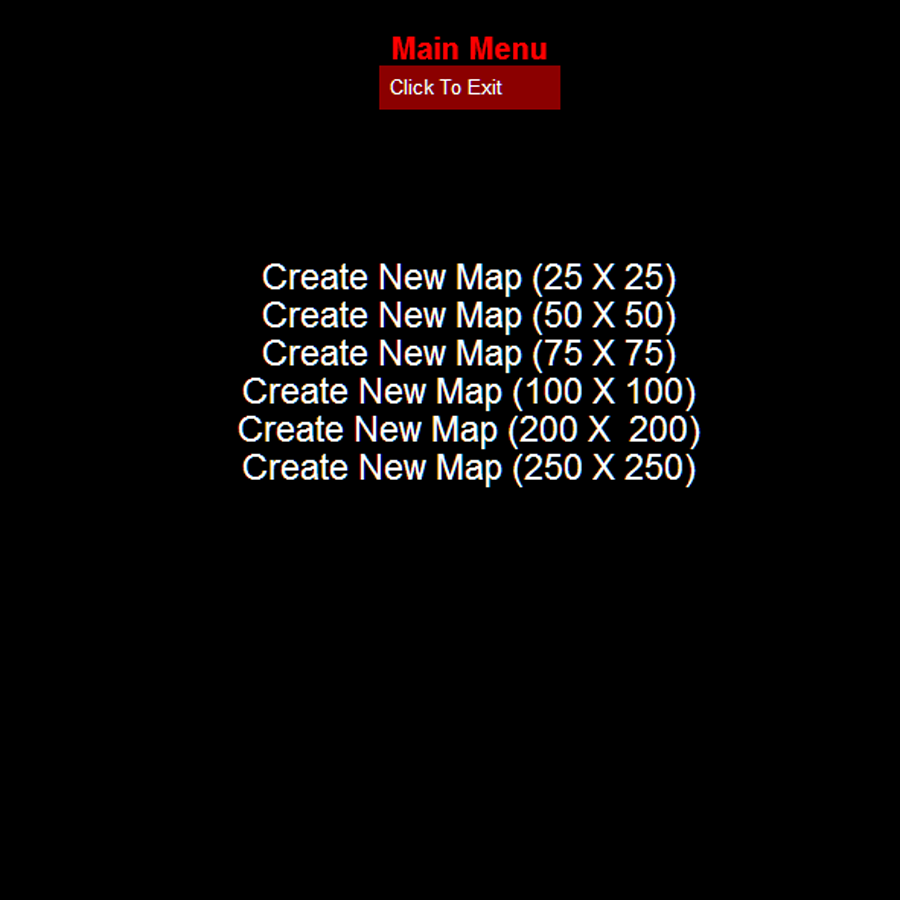 Main Menu
Click To Exit
Create New Map (25 X 25)
Create New Map (50 X 50)
Create New Map (75 X 75)
Create New Map (100 X 100)
Create New Map (200 X  200)
Create New Map (250 X 250)